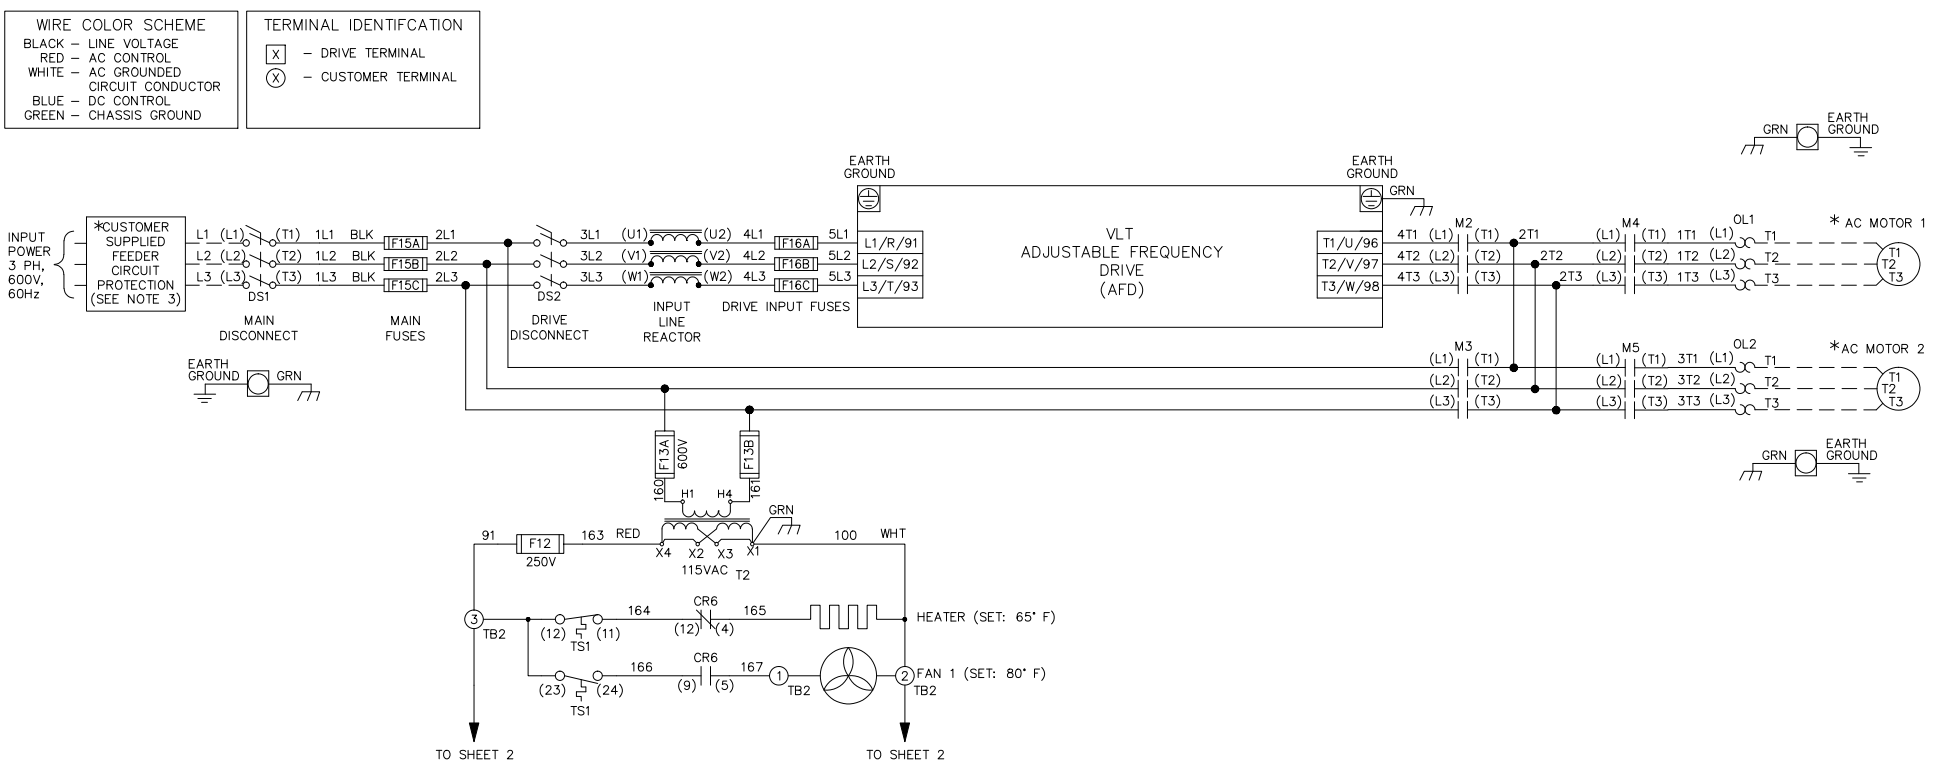 WIRE COLOR SCHEME
BLACK – LINE VOLTAGE
RED – AC CONTROL
WHITE – AC GROUNDED
CIRCUIT CONDUCTOR
BLUE – DC CONTROL
GREEN – CHASSIS GROUND
TERMINAL IDENTIFCATION
X – DRIVE TERMINAL
X – CUSTOMER TERMINAL
GRN
EARTH
GROUND
EARTH
GROUND
EARTH
GROUND
GRN
INPUT
POWER
3 PH,
600V,
60Hz
*CUSTOMER
SUPPLIED
FEEDER
CIRCUIT
PROTECTION
(SEE NOTE 3)
L1 (L1) (T1) 1L1 BLK F15A 2L1 3L1 (U1) (U2) 4L1 F16A 5L1 L1/R/91
L2 (L2) (T2) 1L2 BLK F15B 2L2 3L2 (V1) (V2) 4L2 F16B 5L2 L2/S/92
L3 (L3) (T3) 1L3 BLK F15C 2L3 3L3 (W1) (W2) 4L3 F16C 5L3 L3/T/93
DS1
DS2
MAIN
DISCONNECT
MAIN
FUSES
DRIVE
DISCONNECT
INPUT
LINE
REACTOR
DRIVE INPUT FUSES
VLT
ADJUSTABLE FREQUENCY
DRIVE
(AFD)
M2
M4
OL1
* AC MOTOR 1
T1/U/96 4T1 (L1) (T1) 2T1 (L1) (T1) 1T1 (L1) T1 T1
T2/V/97 4T2 (L2) (T2) 2T2 (L2) (T2) 1T2 (L2) T2 T2
T3/W/98 4T3 (L3) (T3) 2T3 (L3) (T3) 1T3 (L3) T3 T3
M3
M5
OL2
*AC MOTOR 2
(L1) (T1) (L1) (T1) 3T1 (L1) T1 T1
(L2) (T2) (L2) (T2) 3T2 (L2) T2 T2
(L3) (T3) (L3) (T3) 3T3 (L3) T3 T3
EARTH
GROUND
GRN
GRN
EARTH
GROUND
F13A
600V
F13B
160
H1
H4
161
GRN
91
F12
250V
163
RED
X4
X2
X3
X1
115VAC
T2
100
WHT
3
TB2
(12)
(11)
TS1
164
CR6
(12)
(4)
165
HEATER (SET: 65° F)
(23)
(24)
TS1
166
CR6
(9)
(5)
167
1
TB2
2
TB2
FAN 1 (SET: 80° F)
TO SHEET 2
TO SHEET 2